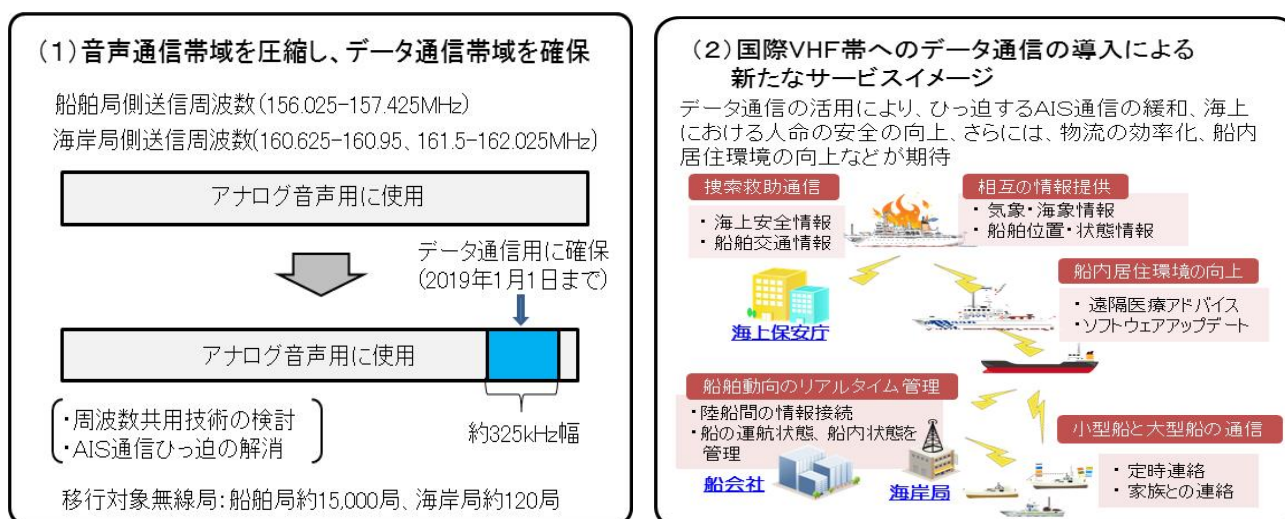 (1)音声通信帯域を圧縮し、データ通信帯域を確保
船舶局側送信周波数(156.025-157.425MHz)
海岸局側送信周波数(160.625-160.95、161.5-162.025MHz)
アナログ音声用に使用
データ通信用に確保
(2019年1月1日まで)
アナログ音声用に使用
・周波数共用技術の検討
・AIS通信ひっ迫の解消
約325kHz幅
移行対象無線局:船舶局約15,000局、海岸局約120局
(2)国際VHF帯へのデータ通信の導入による
新たなサービスイメージ
データ通信の活用により、ひっ迫するAIS通信の緩和、海上
における人命の安全の向上、さらには、物流の効率化、船内
居住環境の向上などが期待
捜索救助通信
・海上安全情報
・船舶交通情報
相互の情報提供
・気象・海象情報
・船舶位置・状態情報
海上保安庁
船内居住環境の向上
・遠隔医療アドバイス
・ソフトウェアアップデート
船舶動向のリアルタイム管理
・陸船間の情報接続
・船の運航状態、船内状態を
管理
船会社
海岸局
小型船と大型船の通信
・定時連絡
・家族との連絡